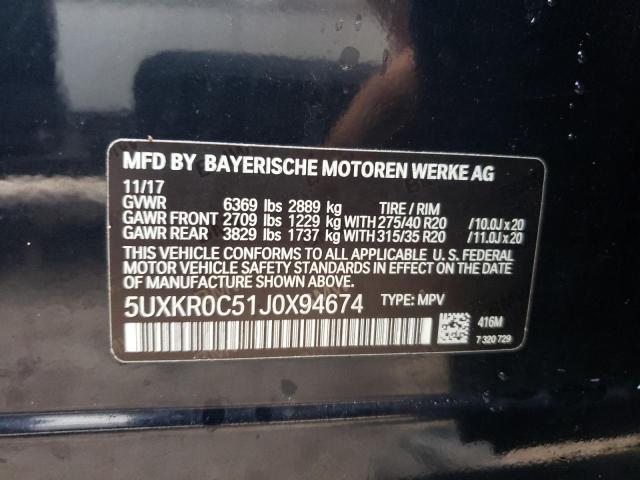 MFD BY BAYERISCHE MOTOREN WERKE AG
11/17
GVWR 6369 lbs 2889 kg TIRE / RIM
GAWR FRONT 2709 lbs 1229 kg WITH 275/40 R20 /10.0J x 20
GAWR REAR 3829 lbs 1737 kg WITH 315/35 R20 /11.0J x 20
THIS VEHICLE CONFORMS TO ALL APPLICABLE U. S. FEDERAL
MOTOR VEHICLE SAFETY STANDARDS IN EFFECT ON THE DATE
OF MANUFACTURE SHOWN ABOVE.
5UXKR0C51J0X94674 TYPE: MPV
416M
7 320 729